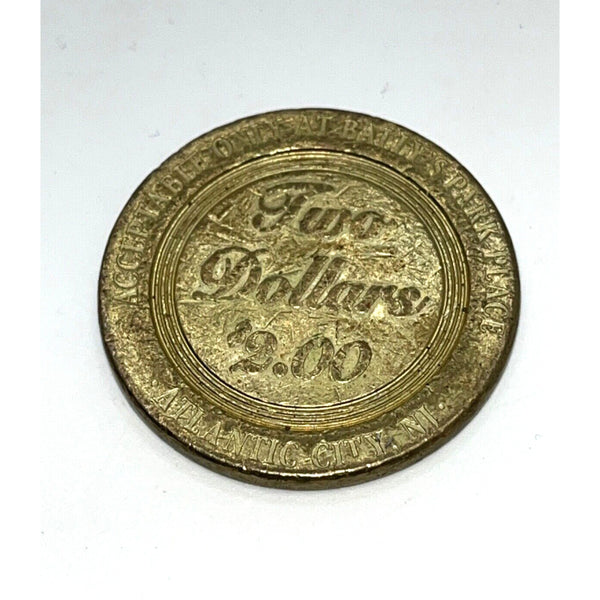 ACCEPTABLE ONLY AT BALLY'S PARK PLACE
Two
Dollars
$2.00
· ATLANTIC CITY, NJ ·